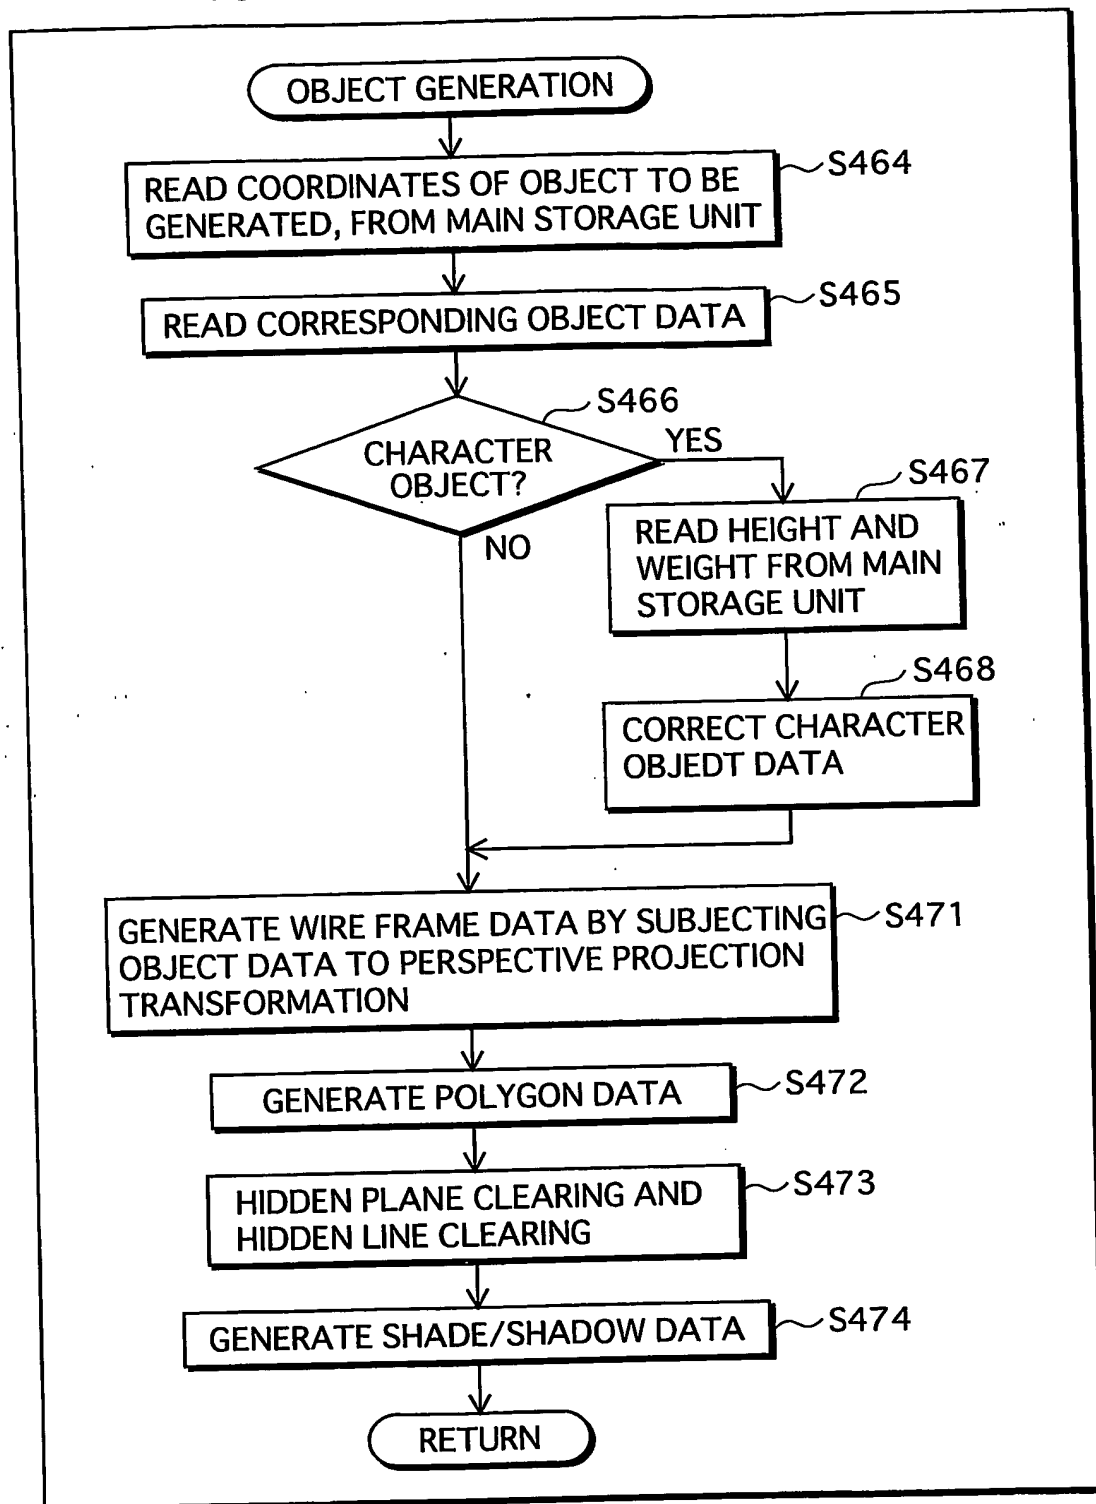 OBJECT GENERATION
S464
READ COORDINATES OF OBJECT TO BE
GENERATED, FROM MAIN STORAGE UNIT
S465
READ CORRESPONDING OBJECT DATA
S466
CHARACTER
OBJECT?
YES
NO
S467
READ HEIGHT AND
WEIGHT FROM MAIN
STORAGE UNIT
S468
CORRECT CHARACTER
OBJEDT DATA
S471
GENERATE WIRE FRAME DATA BY SUBJECTING
OBJECT DATA TO PERSPECTIVE PROJECTION
TRANSFORMATION
GENERATE POLYGON DATA
S472
HIDDEN PLANE CLEARING AND
HIDDEN LINE CLEARING
S473
GENERATE SHADE/SHADOW DATA
S474
RETURN